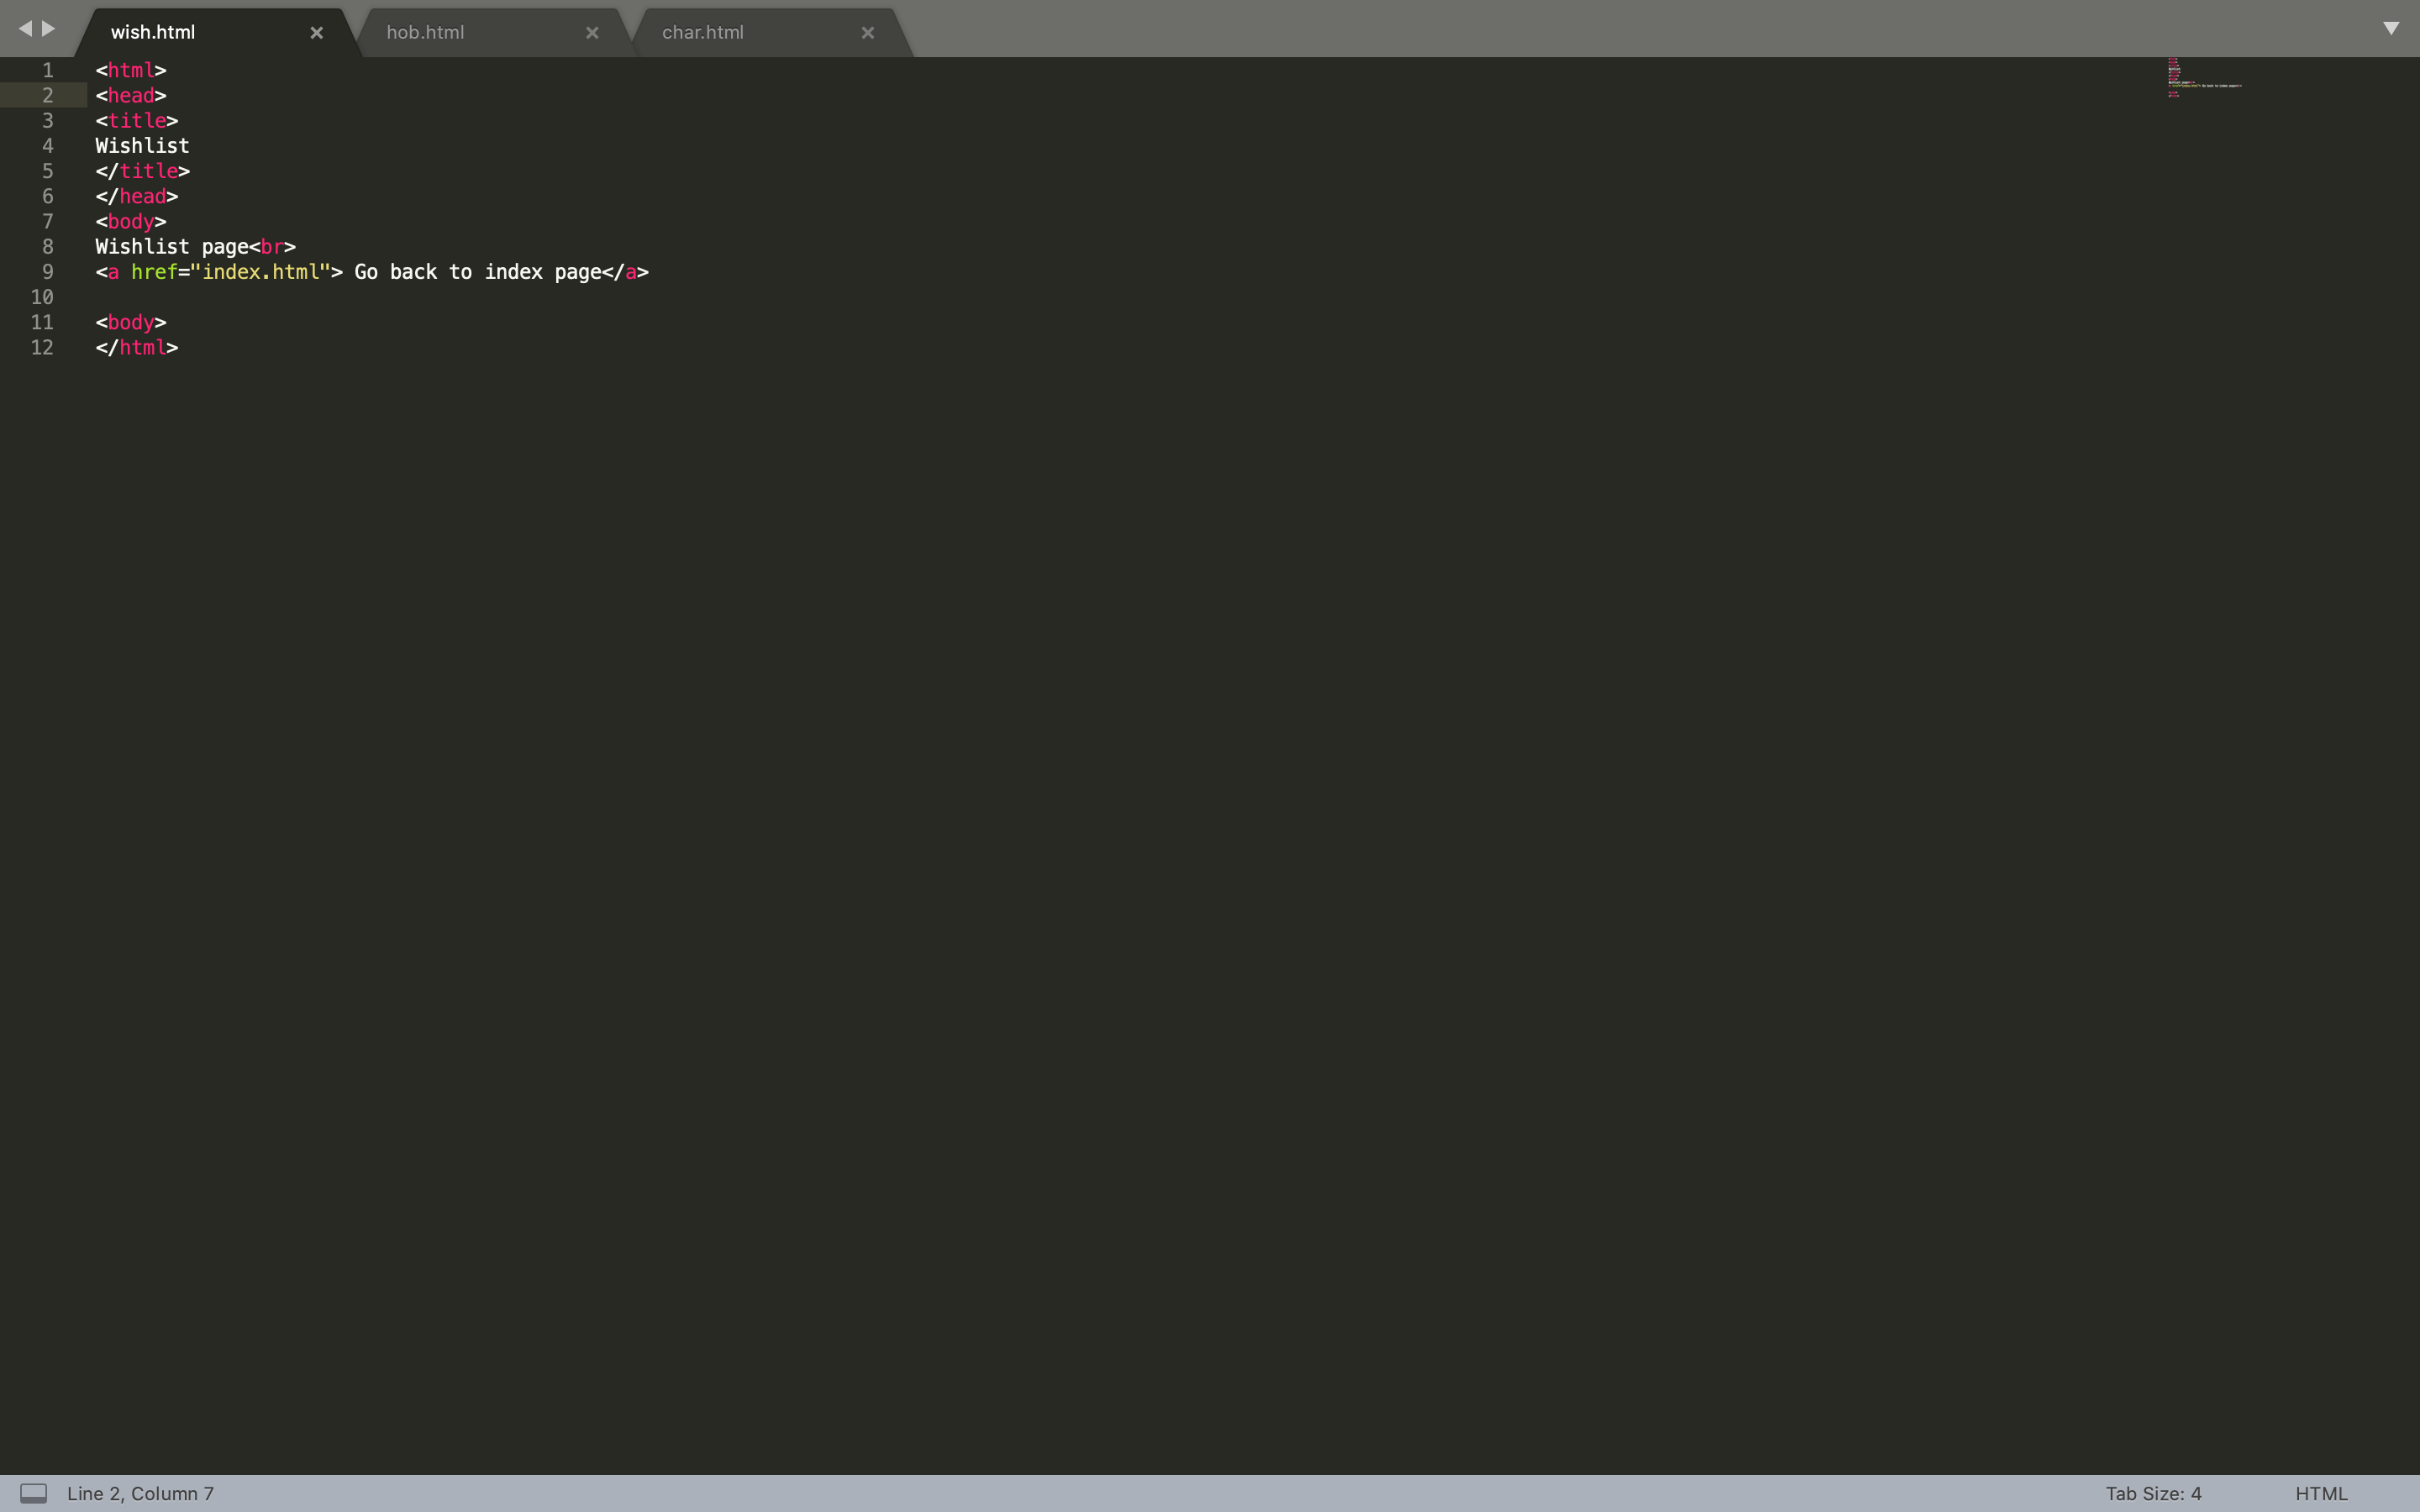 wish.html × hob.html × char.html ×
1 <html>
2 <head>
3 <title>
4 Wishlist
5 </title>
6 </head>
7 <body>
8 Wishlist page<br>
9 <a href="index.html"> Go back to index page</a>
10
11 <body>
12 </html>
Line 2, Column 7 Tab Size: 4 HTML